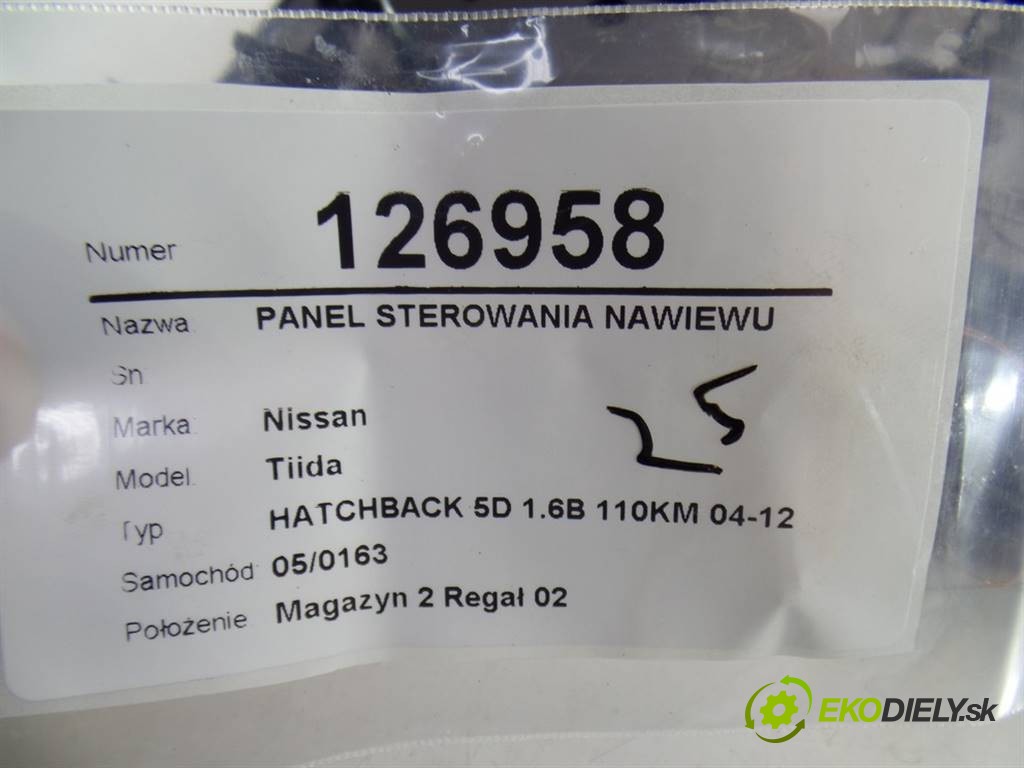 Numer 126958
Nazwa PANEL STEROWANIA NAWIEWU
Sn
Marka Nissan
Model Tiida
Typ HATCHBACK 5D 1.6B 110KM 04-12
Samochód 05/0163
Położenie Magazyn 2 Regał 02
25
EKODIELY.sk